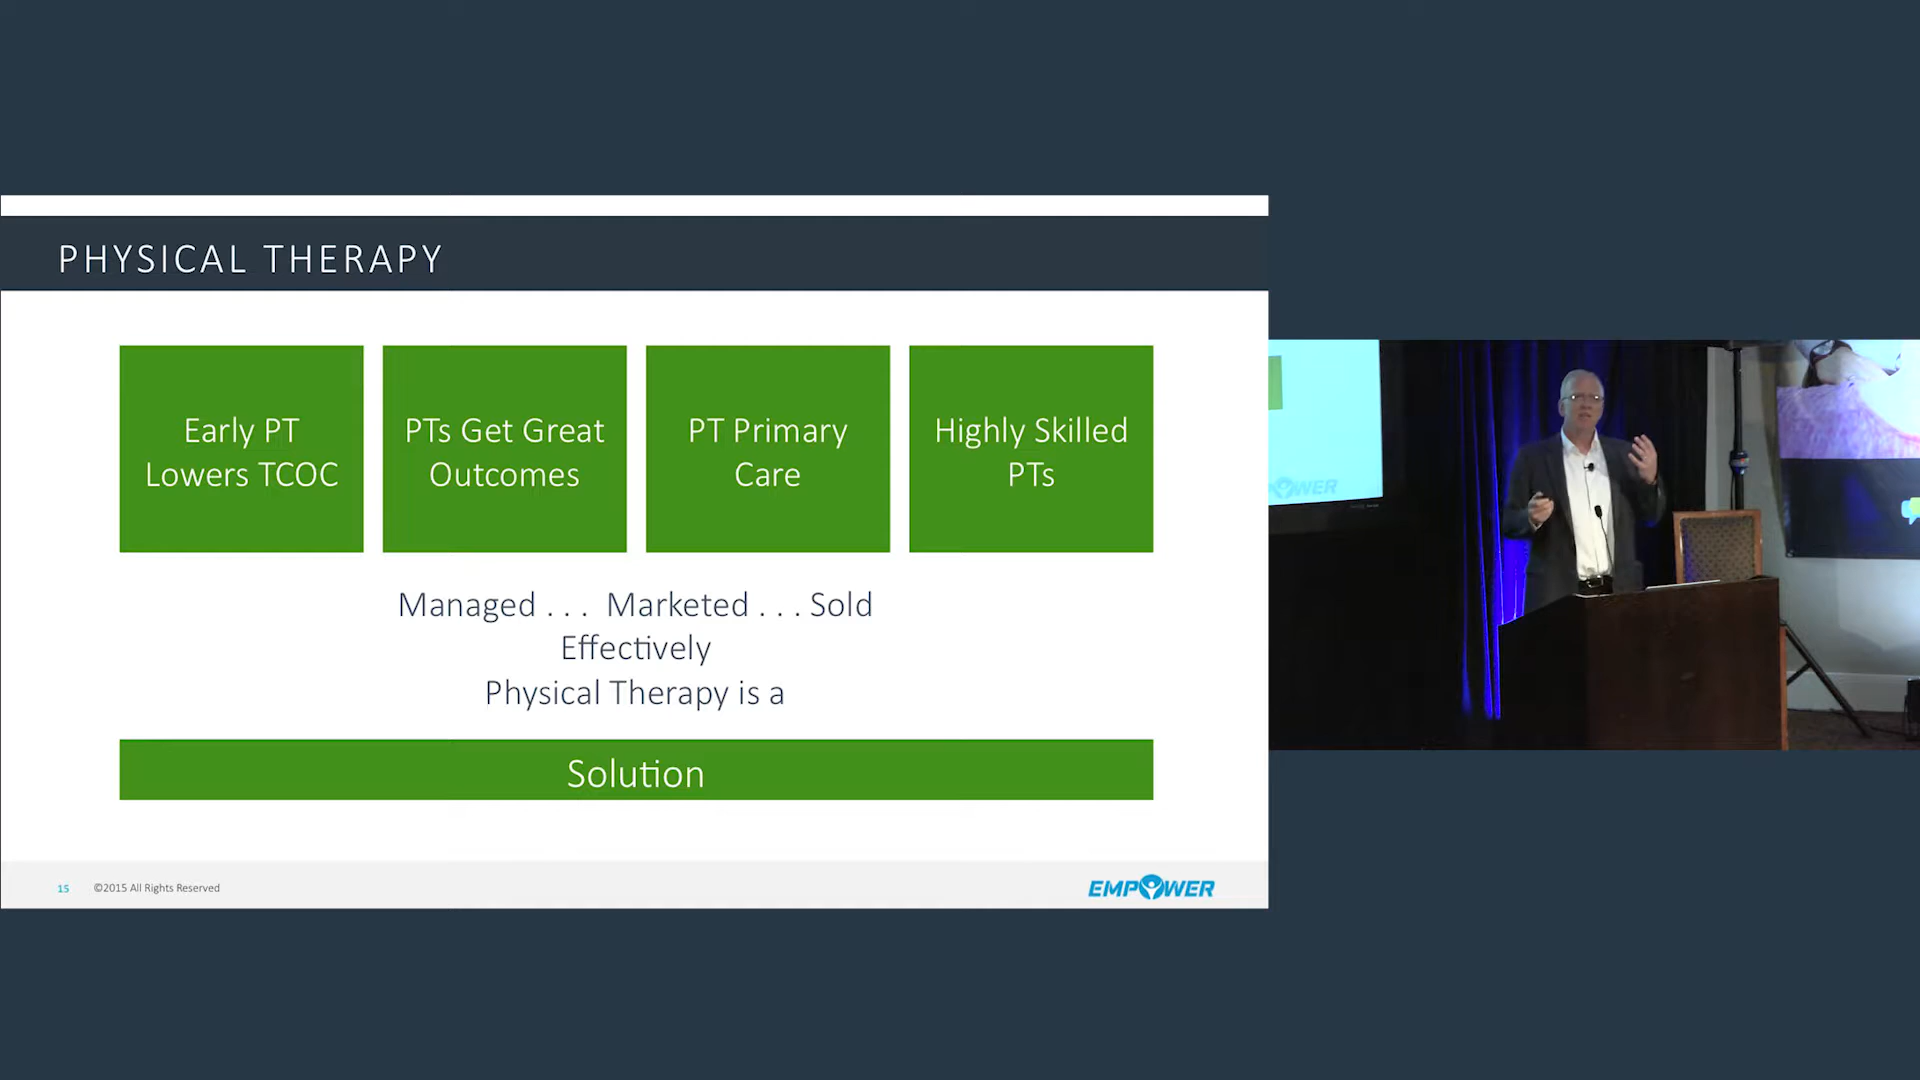 PHYSICAL THERAPY
Early PT
Lowers TCOC
PTs Get Great
Outcomes
PT Primary
Care
Highly Skilled
PTs
Managed . . . Marketed . . . Sold
Effectively
Physical Therapy is a
Solution
15 ©2015 All Rights Reserved
EMPOWER